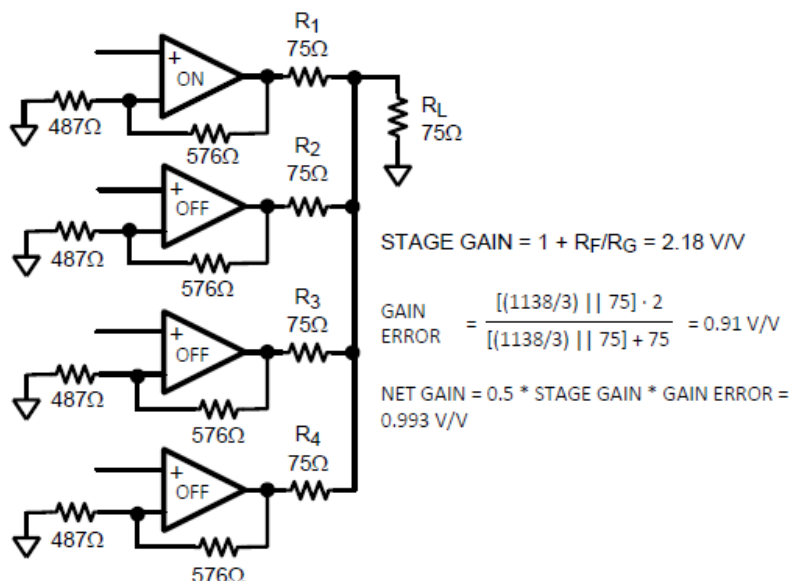 R1
75Ω
+
ON
487Ω
576Ω
RL
75Ω
R2
75Ω
+
OFF
487Ω
576Ω
STAGE GAIN = 1 + RF/RG = 2.18 V/V
R3
75Ω
+
OFF
487Ω
576Ω
GAIN ERROR = [(1138/3) || 75] · 2 / [(1138/3) || 75] + 75 = 0.91 V/V
NET GAIN = 0.5 * STAGE GAIN * GAIN ERROR =
0.993 V/V
R4
75Ω
+
OFF
487Ω
576Ω